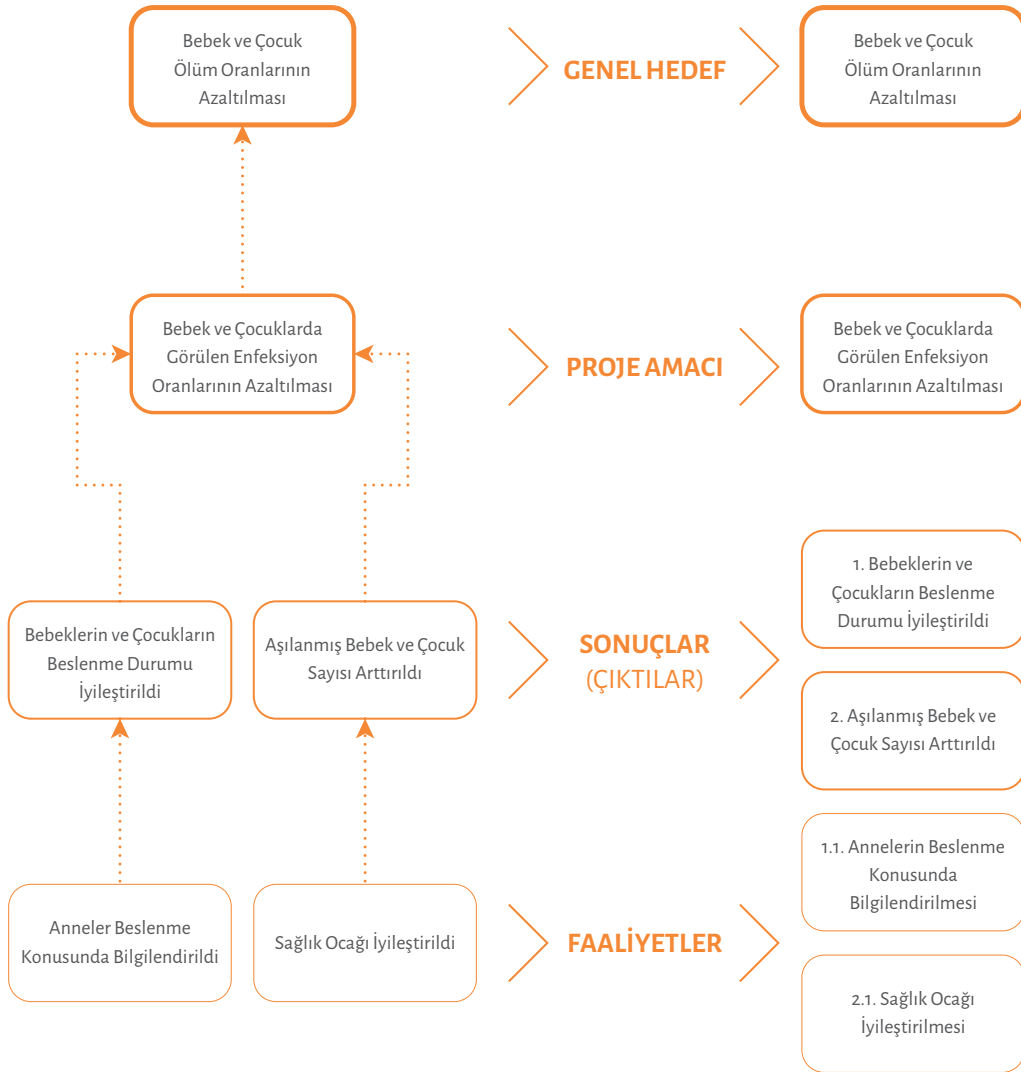 Bebek ve Çocuk
Ölüm Oranlarının
Azaltılması
GENEL HEDEF
Bebek ve Çocuk
Ölüm Oranlarının
Azaltılması
Bebek ve Çocuklarda
Görülen Enfeksiyon
Oranlarının Azaltılması
PROJE AMACI
Bebek ve Çocuklarda
Görülen Enfeksiyon
Oranlarının Azaltılması
Bebeklerin ve Çocukların
Beslenme Durumu
İyileştirildi
Aşılanmış Bebek ve Çocuk
Sayısı Arttırıldı
SONUÇLAR
(ÇIKTILAR)
1. Bebeklerin ve
Çocukların Beslenme
Durumu İyileştirildi
2. Aşılanmış Bebek ve
Çocuk Sayısı Arttırıldı
Anneler Beslenme
Konusunda Bilgilendirildi
Sağlık Ocağı İyileştirildi
FAALİYETLER
1.1. Annelerin Beslenme
Konusunda
Bilgilendirilmesi
2.1. Sağlık Ocağı
İyileştirilmesi